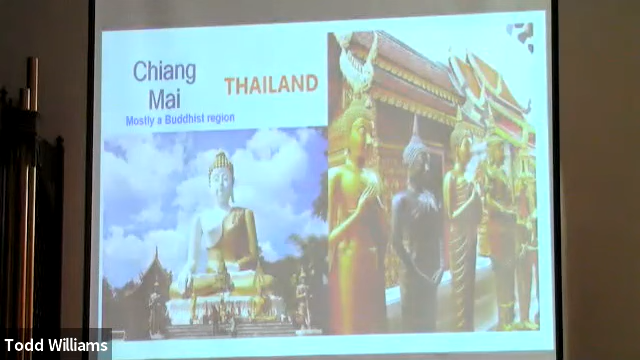 Chiang
Mai
THAILAND
Mostly a Buddhist region
Todd Williams